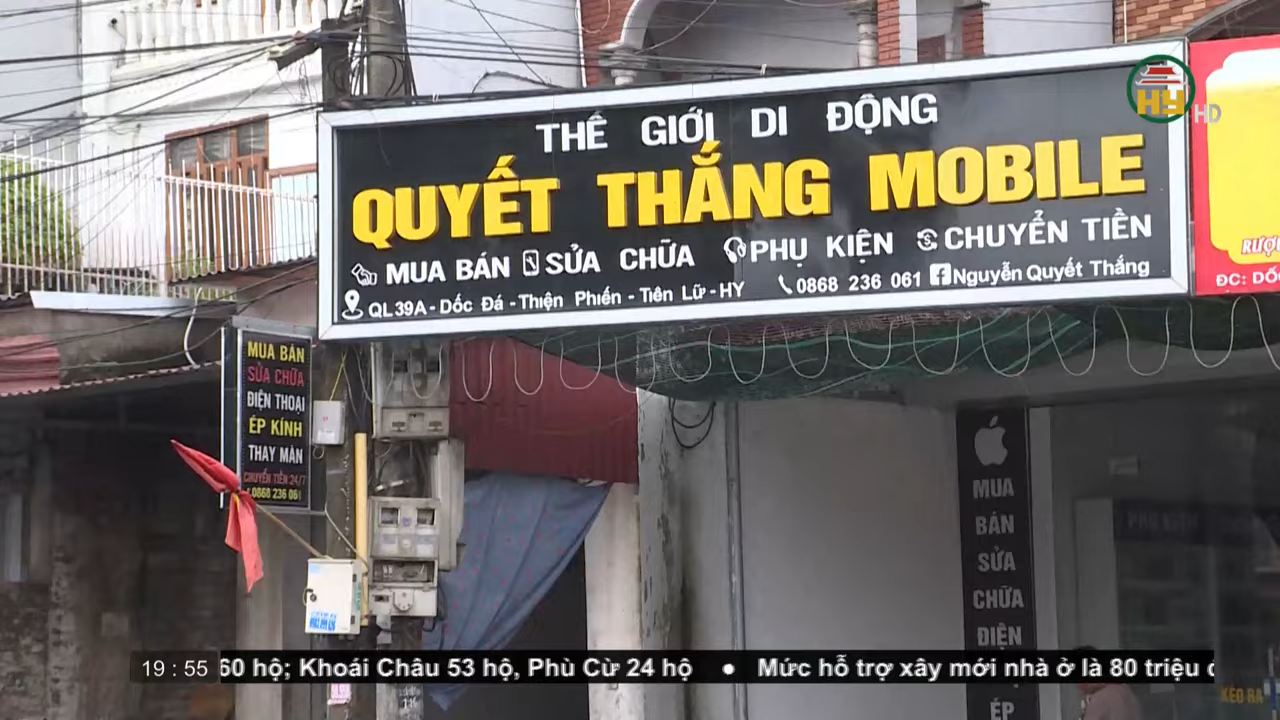 HY HD
THẾ GIỚI DI ĐỘNG
QUYẾT THẮNG MOBILE
MUA BÁN SỬA CHỮA PHỤ KIỆN CHUYỂN TIỀN
QL39A - Dốc Đá - Thiện Phiến - Tiên Lữ - HY 0868 236 061 Nguyễn Quyết Thắng
ĐC: DỐ
MUA BÁN
SỬA CHỮA
ĐIỆN THOẠI
ÉP KÍNH
THAY MÀN
CHUYỂN TIỀN 24/7
0868 236 061
MUA
BÁN
SỬA
CHỮA
ĐIỆN
ÉP
19 : 55 60 hộ; Khoái Châu 53 hộ, Phù Cừ 24 hộ • Mức hỗ trợ xây mới nhà ở là 80 triệu